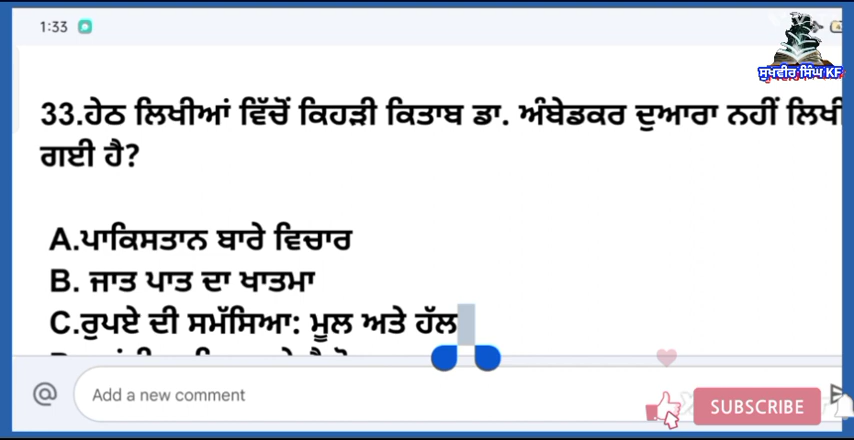 1:33
ਸੁਖਵੀਰ ਸਿੰਘ KF
33.ਹੇਠ ਲਿਖੀਆਂ ਵਿੱਚੋਂ ਕਿਹੜੀ ਕਿਤਾਬ ਡਾ. ਅੰਬੇਡਕਰ ਦੁਆਰਾ ਨਹੀਂ ਲਿਖੀ
ਗਈ ਹੈ?
A.ਪਾਕਿਸਤਾਨ ਬਾਰੇ ਵਿਚਾਰ
B. ਜਾਤ ਪਾਤ ਦਾ ਖਾਤਮਾ
C.ਰੁਪਏ ਦੀ ਸਮੱਸਿਆ: ਮੂਲ ਅਤੇ ਹੱਲ
@ Add a new comment
SUBSCRIBE